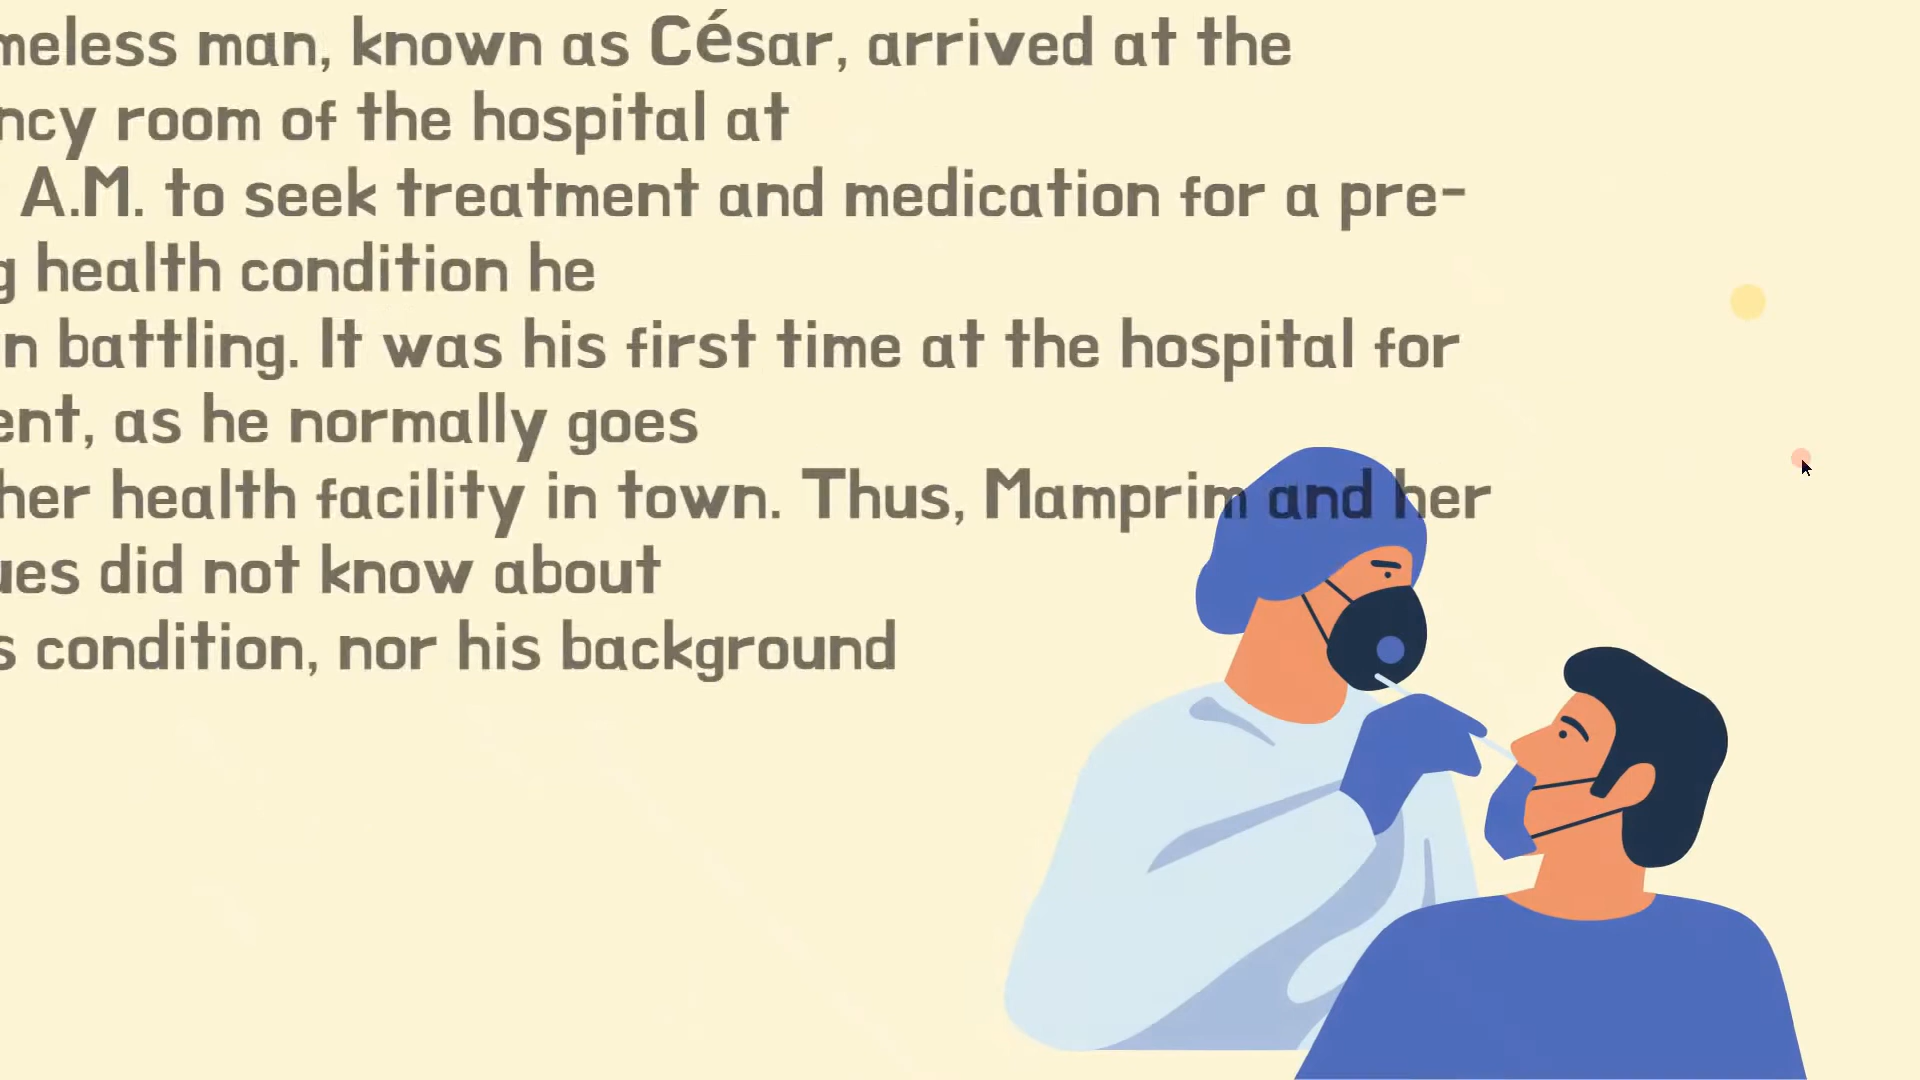 meless man, known as César, arrived at the
ncy room of the hospital at
A.M. to seek treatment and medication for a pre-
g health condition he
n battling. It was his first time at the hospital for
ent, as he normally goes
her health facility in town. Thus, Mamprim and her
ues did not know about
s condition, nor his background